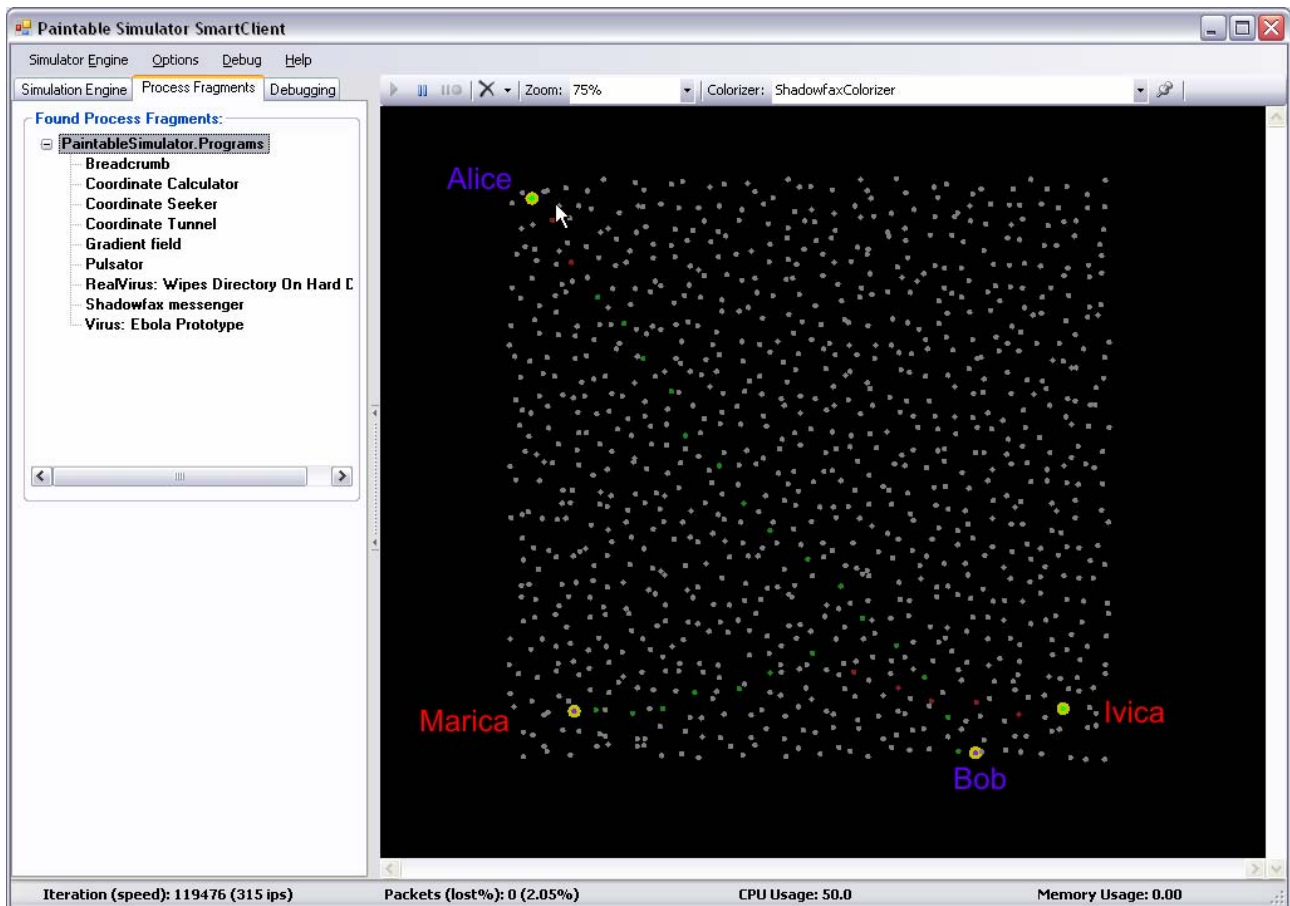 Paintable Simulator SmartClient
Simulator Engine Options Debug Help
Simulation Engine Process Fragments Debugging
Zoom: 75% Colorizer: ShadowfaxColorizer
Found Process Fragments:
PaintableSimulator.Programs
Breadcrumb
Coordinate Calculator
Coordinate Seeker
Coordinate Tunnel
Gradient field
Pulsator
RealVirus: Wipes Directory On Hard
Shadowfax messenger
Virus: Ebola Prototype
Alice
Marica
Ivica
Bob
Iteration (speed): 119476 (315 ips) Packets (lost%): 0 (2.05%) CPU Usage: 50.0 Memory Usage: 0.00